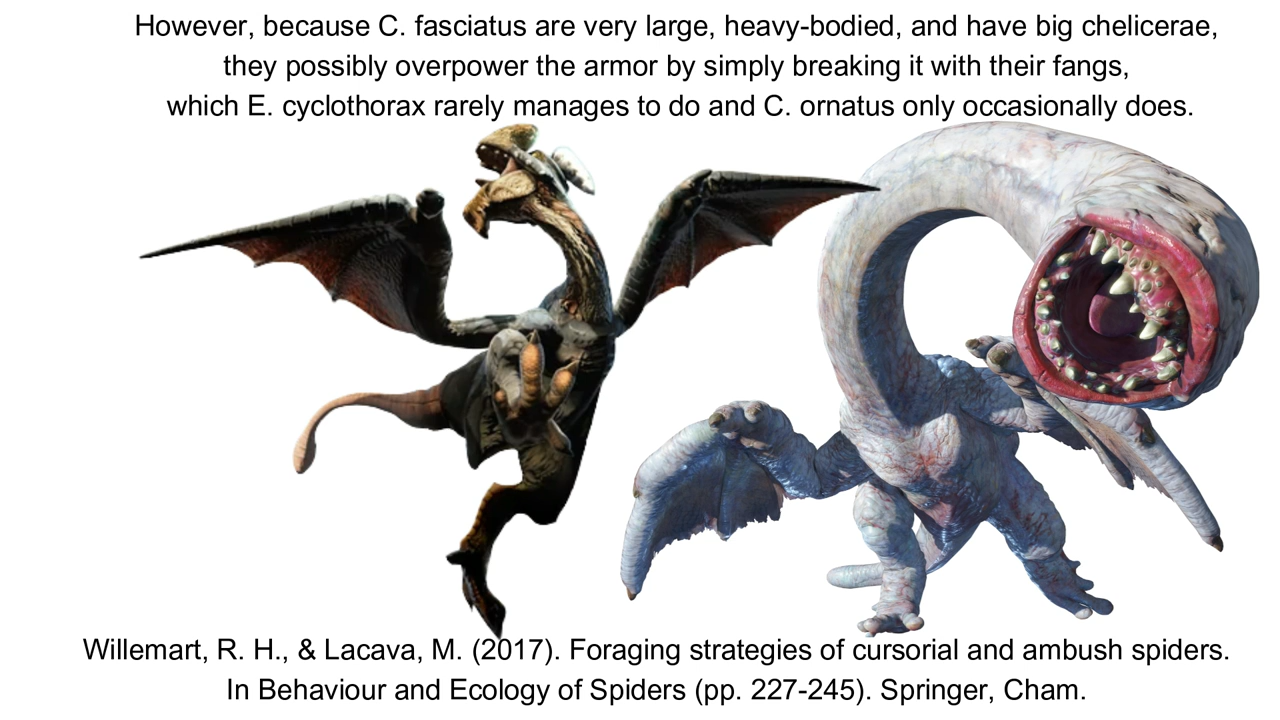 However, because C. fasciatus are very large, heavy-bodied, and have big chelicerae,
they possibly overpower the armor by simply breaking it with their fangs,
which E. cyclothorax rarely manages to do and C. ornatus only occasionally does.
Willemart, R. H., & Lacava, M. (2017). Foraging strategies of cursorial and ambush spiders.
In Behaviour and Ecology of Spiders (pp. 227-245). Springer, Cham.